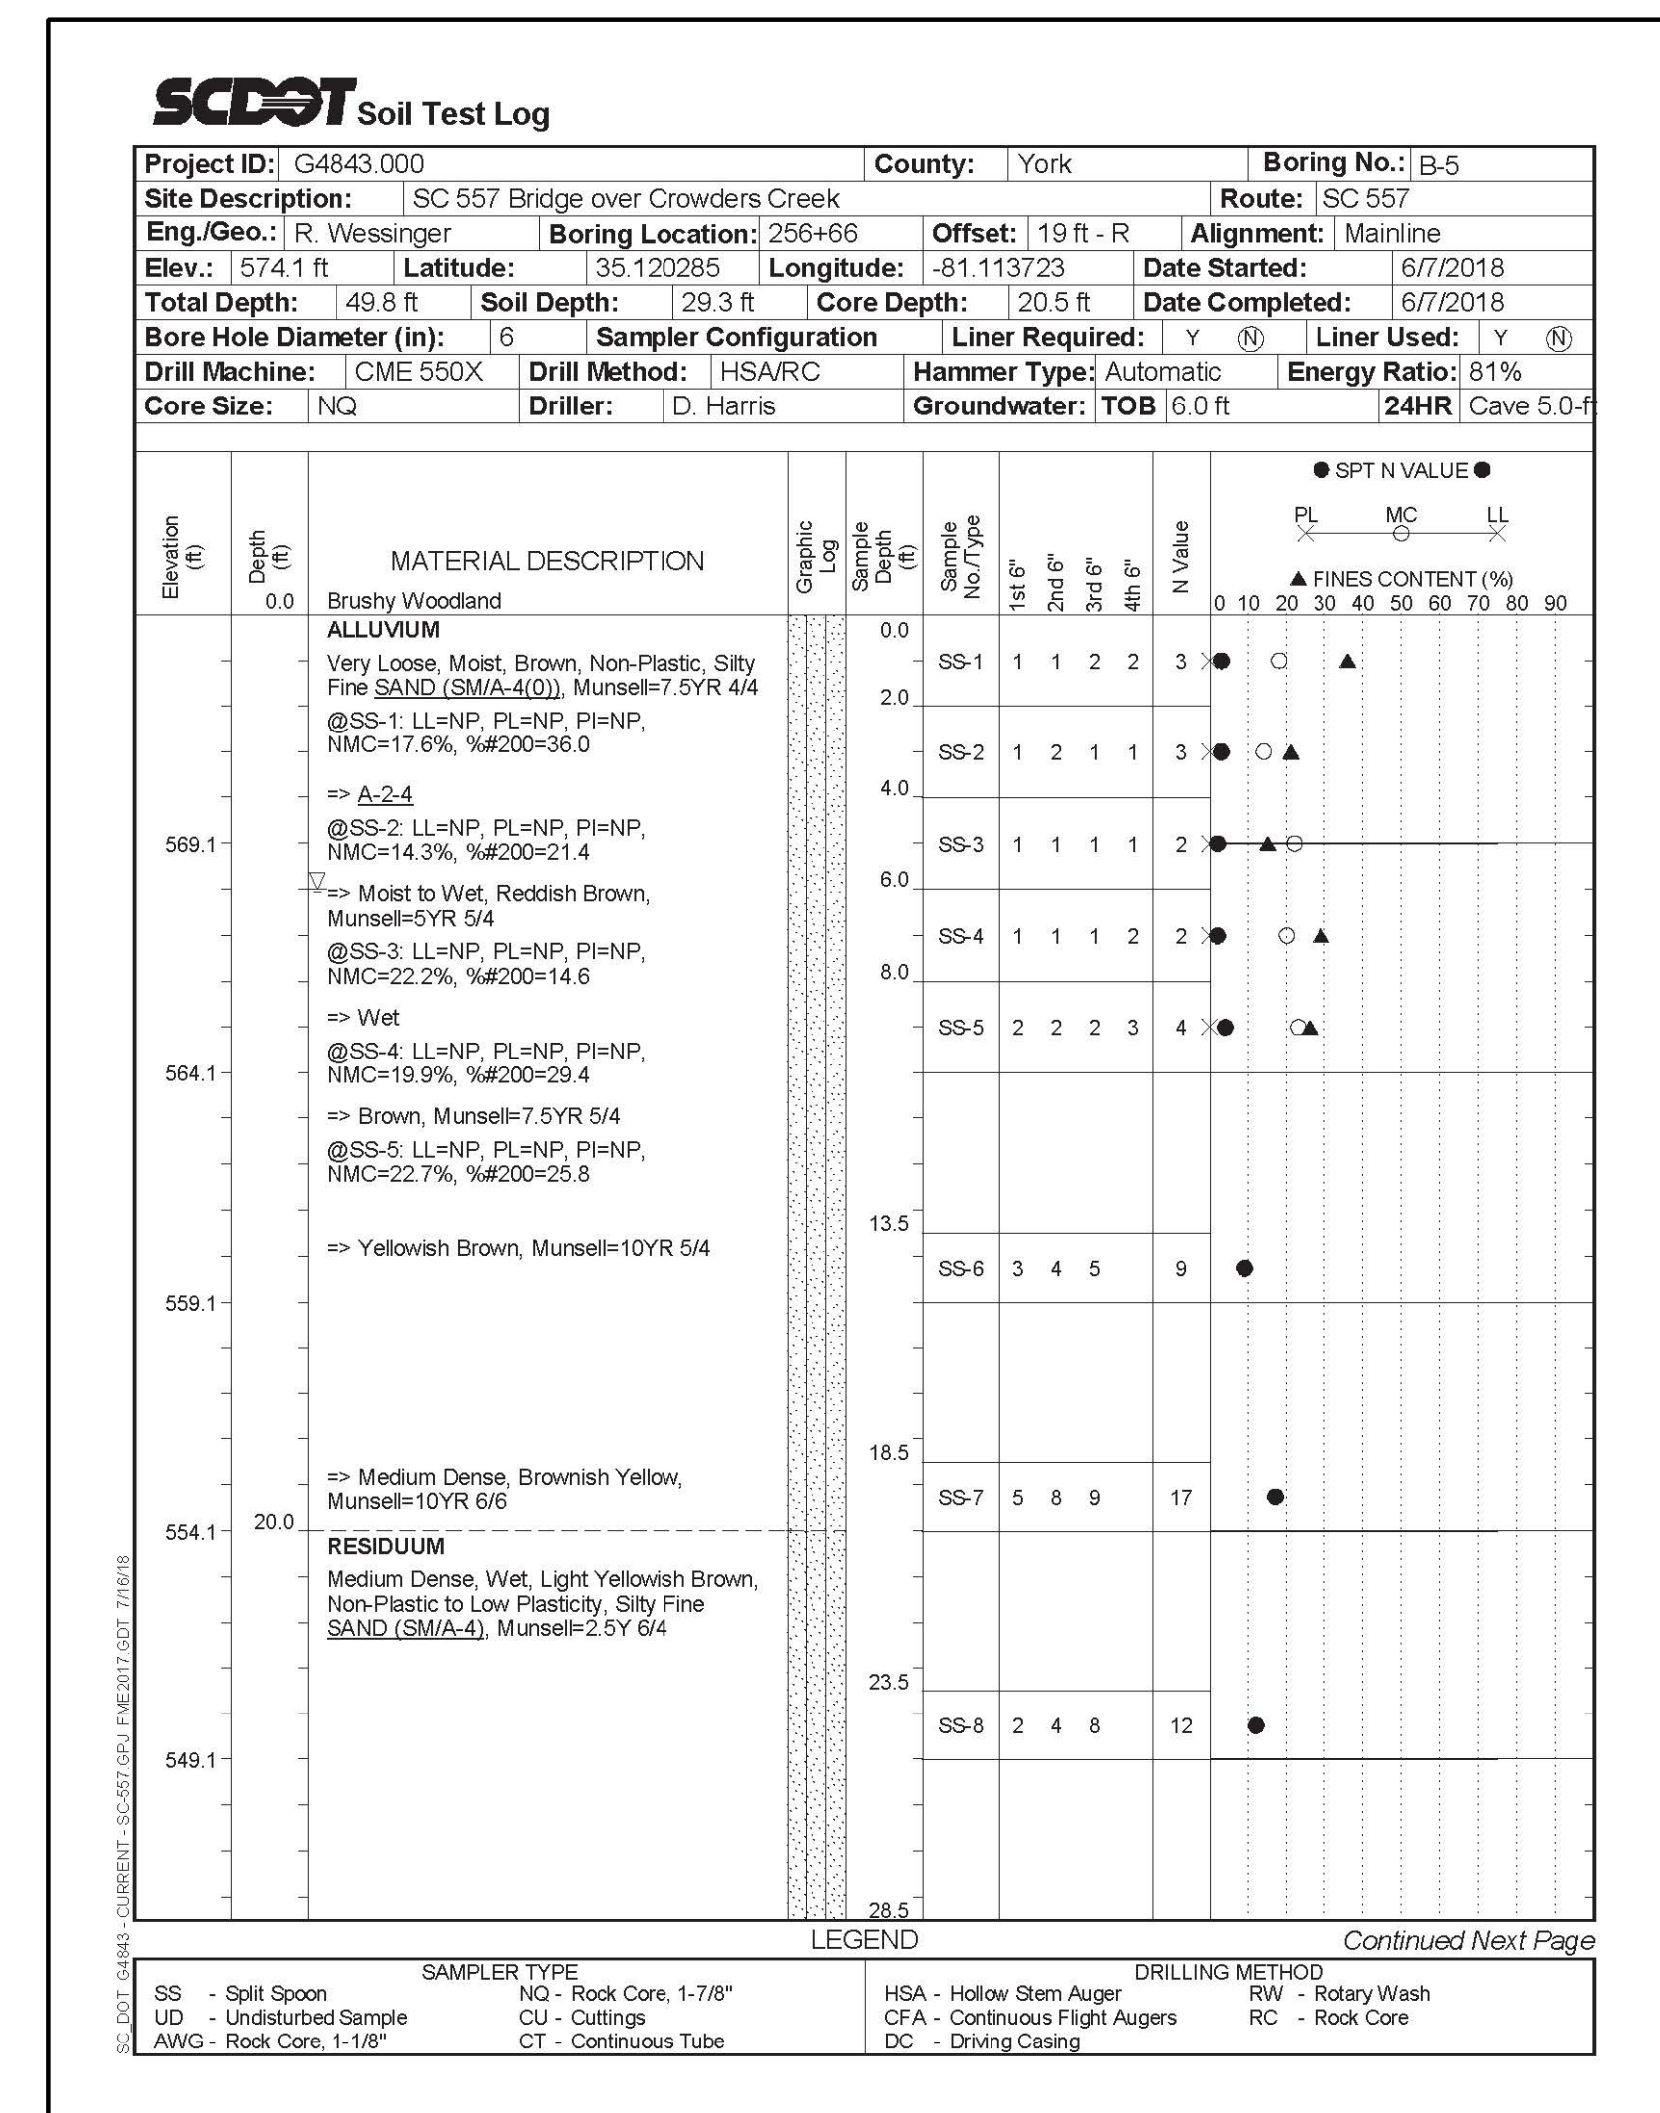 SCDOT Soil Test Log
Project ID: G4843.000 County: York Boring No.: B-5
Site Description: SC 557 Bridge over Crowders Creek Route: SC 557
Eng./Geo.: R. Wessinger Boring Location: 256+66 Offset: 19 ft - R Alignment: Mainline
Elev.: 574.1 ft Latitude: 35.120285 Longitude: -81.113723 Date Started: 6/7/2018
Total Depth: 49.8 ft Soil Depth: 29.3 ft Core Depth: 20.5 ft Date Completed: 6/7/2018
Bore Hole Diameter (in): 6 Sampler Configuration Liner Required: Y N Liner Used: Y N
Drill Machine: CME 550X Drill Method: HSA/RC Hammer Type: Automatic Energy Ratio: 81%
Core Size: NQ Driller: D. Harris Groundwater: TOB 6.0 ft 24HR Cave 5.0-ft
Elevation (ft)
Depth (ft)
MATERIAL DESCRIPTION
Graphic Log
Sample Depth (ft)
Sample No./Type
1st 6"
2nd 6"
3rd 6"
4th 6"
N Value
● SPT N VALUE ●
PL MC LL
▲ FINES CONTENT (%)
0 10 20 30 40 50 60 70 80 90
0.0 Brushy Woodland
ALLUVIUM 0.0
Very Loose, Moist, Brown, Non-Plastic, Silty SS-1 1 1 2 2 3
Fine SAND (SM/A-4(0)), Munsell=7.5YR 4/4
2.0
@SS-1: LL=NP, PL=NP, PI=NP,
NMC=17.6%, %#200=36.0 SS-2 1 2 1 1 3
=> A-2-4 4.0
@SS-2: LL=NP, PL=NP, PI=NP,
569.1 NMC=14.3%, %#200=21.4 SS-3 1 1 1 1 2
6.0
=> Moist to Wet, Reddish Brown,
Munsell=5YR 5/4
SS-4 1 1 1 2 2
@SS-3: LL=NP, PL=NP, PI=NP,
NMC=22.2%, %#200=14.6 8.0
=> Wet SS-5 2 2 2 3 4
@SS-4: LL=NP, PL=NP, PI=NP,
564.1 NMC=19.9%, %#200=29.4
=> Brown, Munsell=7.5YR 5/4
@SS-5: LL=NP, PL=NP, PI=NP,
NMC=22.7%, %#200=25.8
13.5
=> Yellowish Brown, Munsell=10YR 5/4
SS-6 3 4 5 9
559.1
18.5
=> Medium Dense, Brownish Yellow,
Munsell=10YR 6/6 SS-7 5 8 9 17
554.1 20.0
RESIDUUM
Medium Dense, Wet, Light Yellowish Brown,
Non-Plastic to Low Plasticity, Silty Fine
SAND (SM/A-4), Munsell=2.5Y 6/4
23.5
SS-8 2 4 8 12
549.1
28.5
SC_DOT G4843 - CURRENT - SC-557.GPJ FME2017.GDT 7/16/18
LEGEND Continued Next Page
SAMPLER TYPE DRILLING METHOD
SS - Split Spoon NQ - Rock Core, 1-7/8" HSA - Hollow Stem Auger RW - Rotary Wash
UD - Undisturbed Sample CU - Cuttings CFA - Continuous Flight Augers RC - Rock Core
AWG - Rock Core, 1-1/8" CT - Continuous Tube DC - Driving Casing